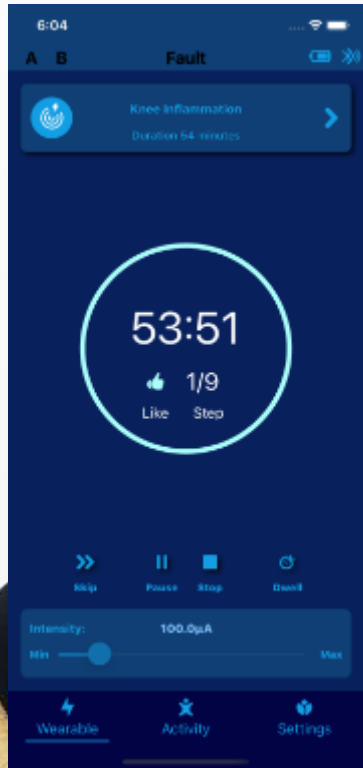 6:04
A B Fault
Knee Inflammation
Duration 54 minutes
53:51
1/9
Like Step
Skip Pause Stop Dwell
Intensity: 100.0µA
Min Max
Wearable Activity Settings